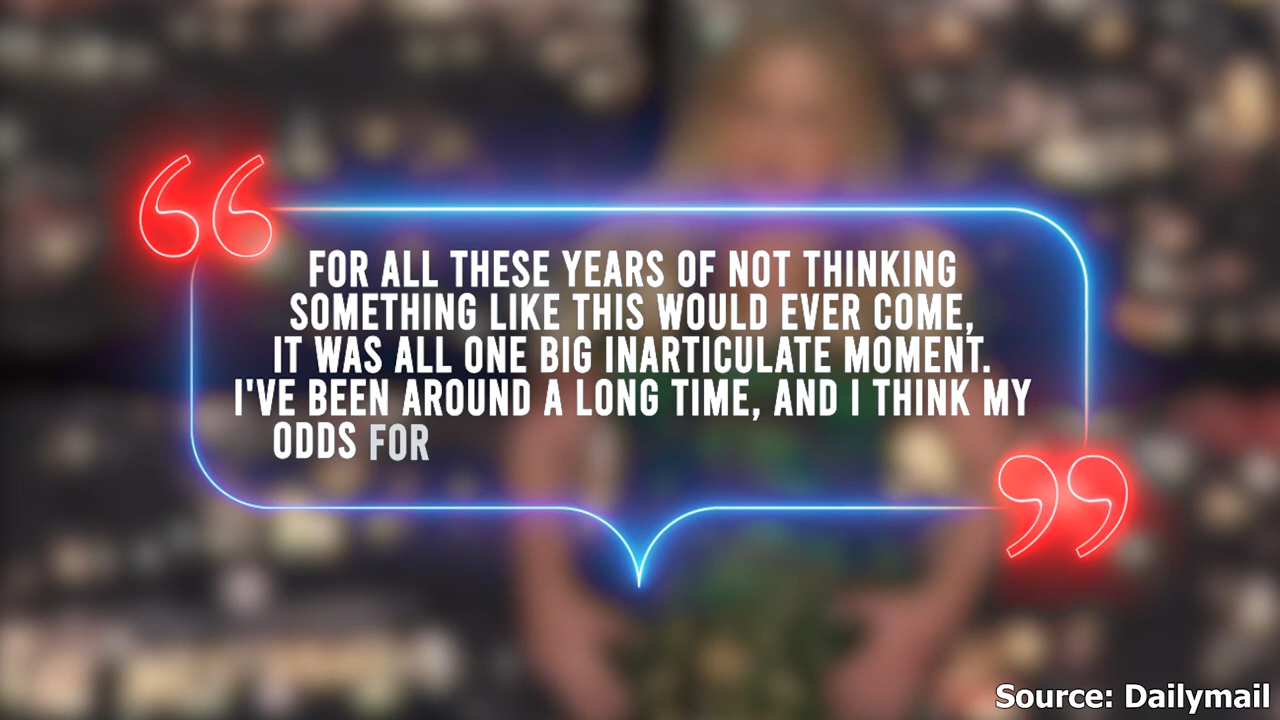 FOR ALL THESE YEARS OF NOT THINKING
SOMETHING LIKE THIS WOULD EVER COME,
IT WAS ALL ONE BIG INARTICULATE MOMENT.
I'VE BEEN AROUND A LONG TIME, AND I THINK MY
ODDS FOR
Source: Dailymail